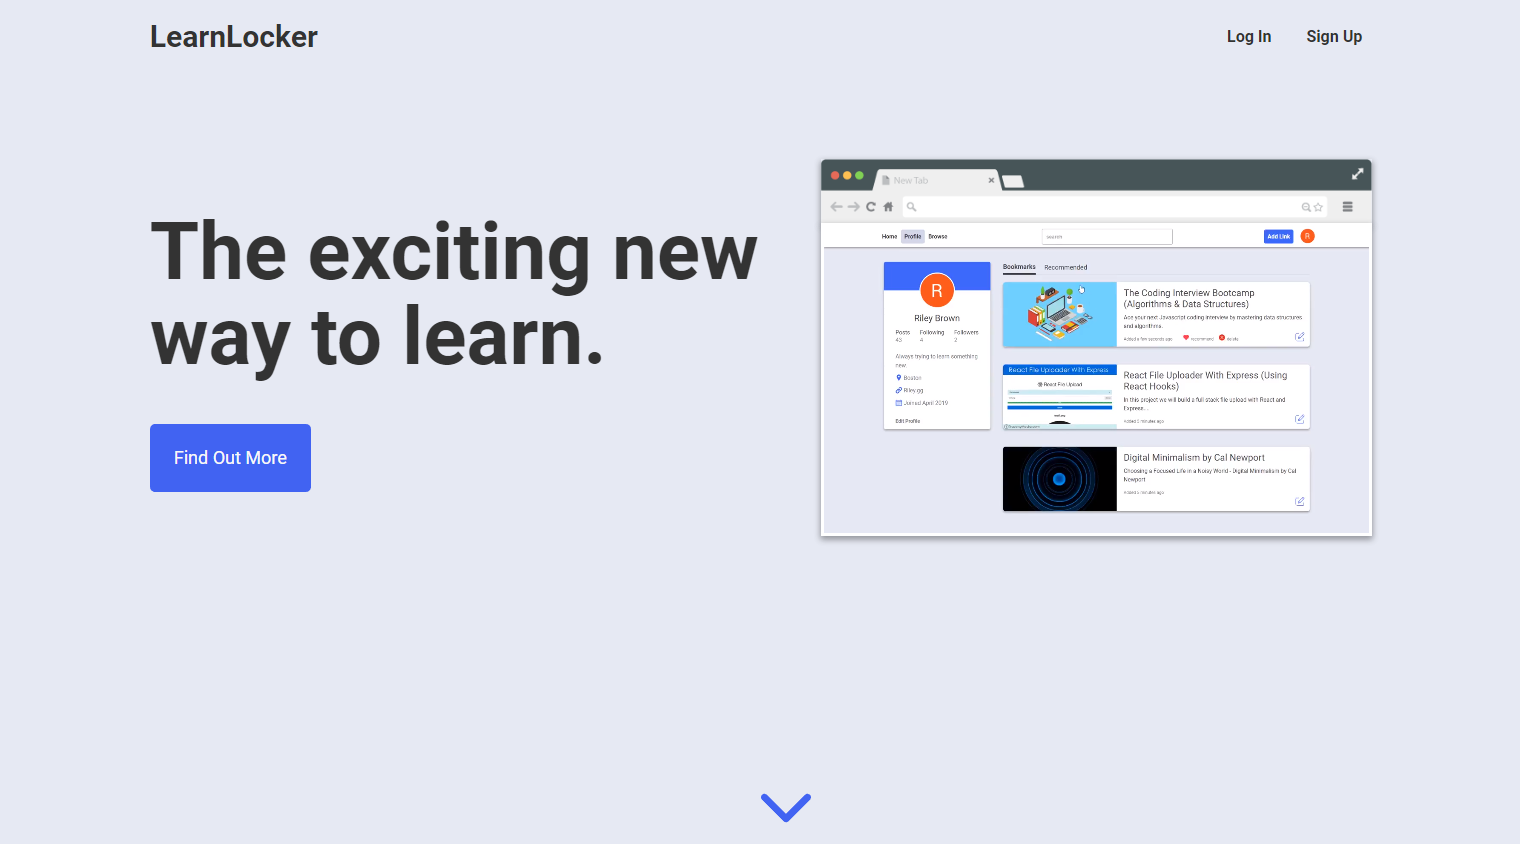 LearnLocker
Log In
Sign Up
The exciting new
way to learn.
Find Out More
New Tab
Home
Profile
Browse
search
Add Link
R
R
Riley Brown
Posts
Following
Followers
43
4
2
Always trying to learn something
new.
Boston
Riley.gg
Joined April 2019
Edit Profile
Bookmarks
Recommended
The Coding Interview Bootcamp
(Algorithms & Data Structures)
Ace your next Javascript coding interview by mastering data structures
and algorithms.
Added a few seconds ago
recommend
delete
React File Uploader With Express
React File Upload
React File Uploader With Express (Using
React Hooks)
In this project we will build a full stack file upload with React and
Express...
Added 3 minutes ago
Digital Minimalism by Cal Newport
Choosing a Focused Life in a Noisy World - Digital Minimalism by Cal
Newport
minutes ago